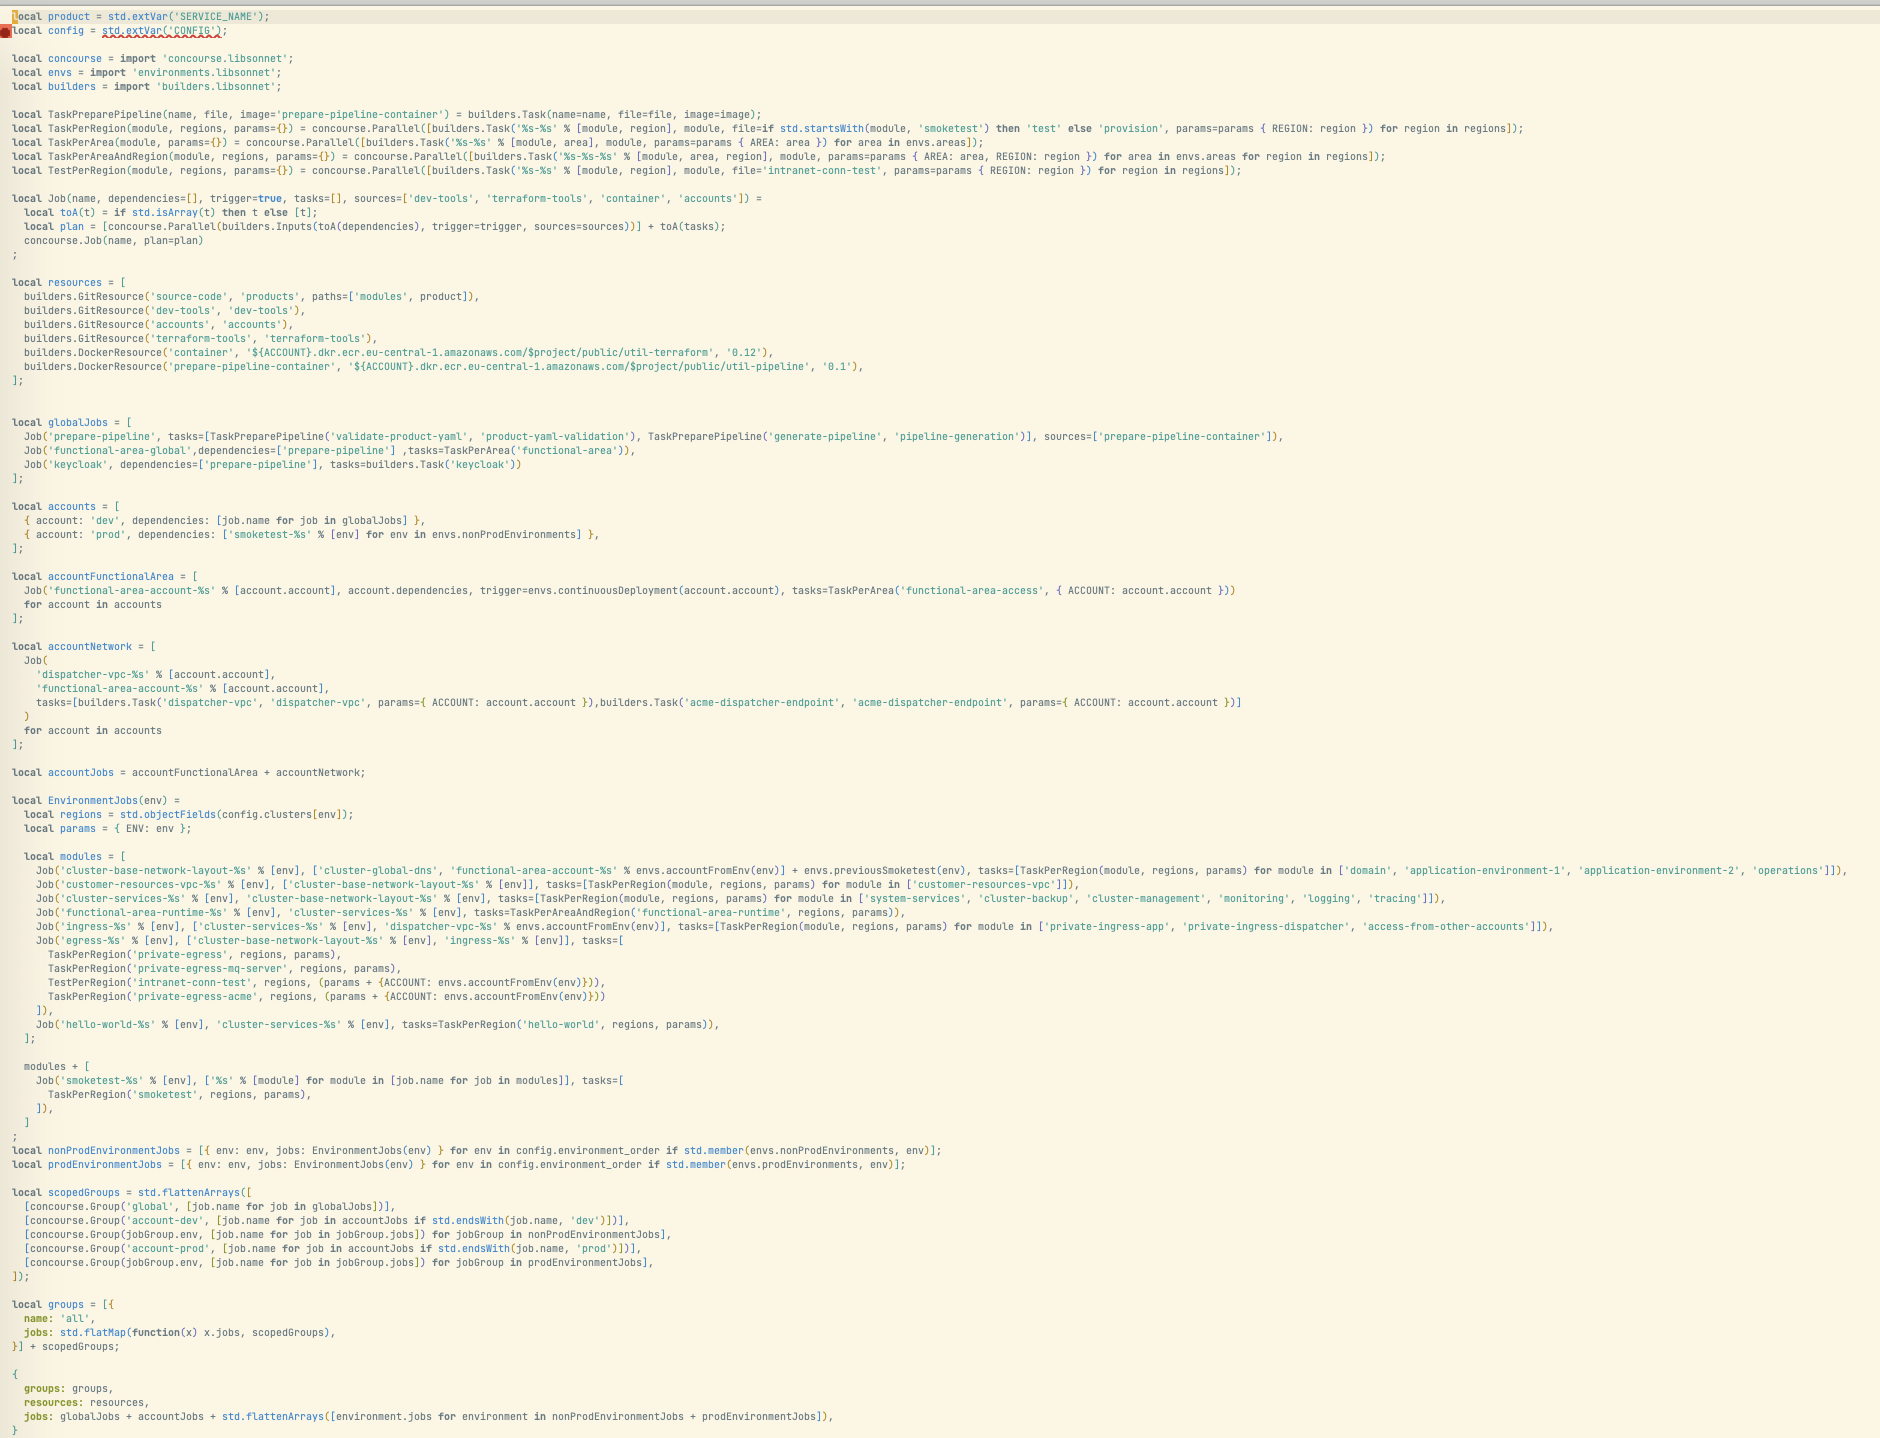 local product = std.extVar('SERVICE_NAME');
local config = std.extVar('CONFIG');
local concourse = import 'concourse.libsonnet';
local envs = import 'environments.libsonnet';
local builders = import 'builders.libsonnet';
local TaskPreparePipeline(name, file, image='prepare-pipeline-container') = builders.Task(name=name, file=file, image=image);
local TaskPerRegion(module, regions, params={}) = concourse.Parallel([builders.Task('%s-%s' % [module, region], module, file=if std.startsWith(module, 'smoketest') then 'test' else 'provision', params=params { REGION: region }) for region in regions]);
local TaskPerArea(module, params={}) = concourse.Parallel([builders.Task('%s-%s' % [module, area], module, params=params { AREA: area }) for area in envs.areas]);
local TaskPerAreaAndRegion(module, regions, params={}) = concourse.Parallel([builders.Task('%s-%s-%s' % [module, area, region], module, params=params { AREA: area, REGION: region }) for area in envs.areas for region in regions]);
local TestPerRegion(module, regions, params={}) = concourse.Parallel([builders.Task('%s-%s' % [module, region], module, file='intranet-conn-test', params=params { REGION: region }) for region in regions]);
local Job(name, dependencies=[], trigger=true, tasks=[], sources=['dev-tools', 'terraform-tools', 'container', 'accounts']) =
  local toA(t) = if std.isArray(t) then t else [t];
  local plan = [concourse.Parallel(builders.Inputs(toA(dependencies), trigger=trigger, sources=sources))] + toA(tasks);
  concourse.Job(name, plan=plan)
;
local resources = [
  builders.GitResource('source-code', 'products', paths=['modules', product]),
  builders.GitResource('dev-tools', 'dev-tools'),
  builders.GitResource('accounts', 'accounts'),
  builders.GitResource('terraform-tools', 'terraform-tools'),
  builders.DockerResource('container', '${ACCOUNT}.dkr.ecr.eu-central-1.amazonaws.com/$project/public/util-terraform', '0.12'),
  builders.DockerResource('prepare-pipeline-container', '${ACCOUNT}.dkr.ecr.eu-central-1.amazonaws.com/$project/public/util-pipeline', '0.1'),
];
local globalJobs = [
  Job('prepare-pipeline', tasks=[TaskPreparePipeline('validate-product-yaml', 'product-yaml-validation'), TaskPreparePipeline('generate-pipeline', 'pipeline-generation')], sources=['prepare-pipeline-container']),
  Job('functional-area-global',dependencies=['prepare-pipeline'] ,tasks=TaskPerArea('functional-area')),
  Job('keycloak', dependencies=['prepare-pipeline'], tasks=builders.Task('keycloak'))
];
local accounts = [
  { account: 'dev', dependencies: [job.name for job in globalJobs] },
  { account: 'prod', dependencies: ['smoketest-%s' % [env] for env in envs.nonProdEnvironments] },
];
local accountFunctionalArea = [
  Job('functional-area-account-%s' % [account.account], account.dependencies, trigger=envs.continuousDeployment(account.account), tasks=TaskPerArea('functional-area-access', { ACCOUNT: account.account }))
  for account in accounts
];
local accountNetwork = [
  Job(
    'dispatcher-vpc-%s' % [account.account],
    'functional-area-account-%s' % [account.account],
    tasks=[builders.Task('dispatcher-vpc', 'dispatcher-vpc', params={ ACCOUNT: account.account }),builders.Task('acme-dispatcher-endpoint', 'acme-dispatcher-endpoint', params={ ACCOUNT: account.account })]
  )
  for account in accounts
];
local accountJobs = accountFunctionalArea + accountNetwork;
local EnvironmentJobs(env) =
  local regions = std.objectFields(config.clusters[env]);
  local params = { ENV: env };
  local modules = [
    Job('cluster-base-network-layout-%s' % [env], ['cluster-global-dns', 'functional-area-account-%s' % envs.accountFromEnv(env)] + envs.previousSmoketest(env), tasks=[TaskPerRegion(module, regions, params) for module in ['domain', 'application-environment-1', 'application-environment-2', 'operations']]),
    Job('customer-resources-vpc-%s' % [env], ['cluster-base-network-layout-%s' % [env]], tasks=[TaskPerRegion(module, regions, params) for module in ['customer-resources-vpc']]),
    Job('cluster-services-%s' % [env], 'cluster-base-network-layout-%s' % [env], tasks=[TaskPerRegion(module, regions, params) for module in ['system-services', 'cluster-backup', 'cluster-management', 'monitoring', 'logging', 'tracing']]),
    Job('functional-area-runtime-%s' % [env], 'cluster-services-%s' % [env], tasks=TaskPerAreaAndRegion('functional-area-runtime', regions, params)),
    Job('ingress-%s' % [env], ['cluster-services-%s' % [env], 'dispatcher-vpc-%s' % envs.accountFromEnv(env)], tasks=[TaskPerRegion(module, regions, params) for module in ['private-ingress-app', 'private-ingress-dispatcher', 'access-from-other-accounts']]),
    Job('egress-%s' % [env], ['cluster-base-network-layout-%s' % [env], 'ingress-%s' % [env]], tasks=[
      TaskPerRegion('private-egress', regions, params),
      TaskPerRegion('private-egress-mq-server', regions, params),
      TestPerRegion('intranet-conn-test', regions, (params + {ACCOUNT: envs.accountFromEnv(env)})),
      TaskPerRegion('private-egress-acme', regions, (params + {ACCOUNT: envs.accountFromEnv(env)}))
    ]),
    Job('hello-world-%s' % [env], 'cluster-services-%s' % [env], tasks=TaskPerRegion('hello-world', regions, params)),
  ];
  modules + [
    Job('smoketest-%s' % [env], ['%s' % [module] for module in [job.name for job in modules]], tasks=[
      TaskPerRegion('smoketest', regions, params),
    ]),
  ]
;
local nonProdEnvironmentJobs = [{ env: env, jobs: EnvironmentJobs(env) } for env in config.environment_order if std.member(envs.nonProdEnvironments, env)];
local prodEnvironmentJobs = [{ env: env, jobs: EnvironmentJobs(env) } for env in config.environment_order if std.member(envs.prodEnvironments, env)];
local scopedGroups = std.flattenArrays([
  [concourse.Group('global', [job.name for job in globalJobs])],
  [concourse.Group('account-dev', [job.name for job in accountJobs if std.endsWith(job.name, 'dev')])],
  [concourse.Group(jobGroup.env, [job.name for job in jobGroup.jobs]) for jobGroup in nonProdEnvironmentJobs],
  [concourse.Group('account-prod', [job.name for job in accountJobs if std.endsWith(job.name, 'prod')])],
  [concourse.Group(jobGroup.env, [job.name for job in jobGroup.jobs]) for jobGroup in prodEnvironmentJobs],
]);
local groups = [{
  name: 'all',
  jobs: std.flatMap(function(x) x.jobs, scopedGroups),
}] + scopedGroups;
{
  groups: groups,
  resources: resources,
  jobs: globalJobs + accountJobs + std.flattenArrays([environment.jobs for environment in nonProdEnvironmentJobs + prodEnvironmentJobs]),
}